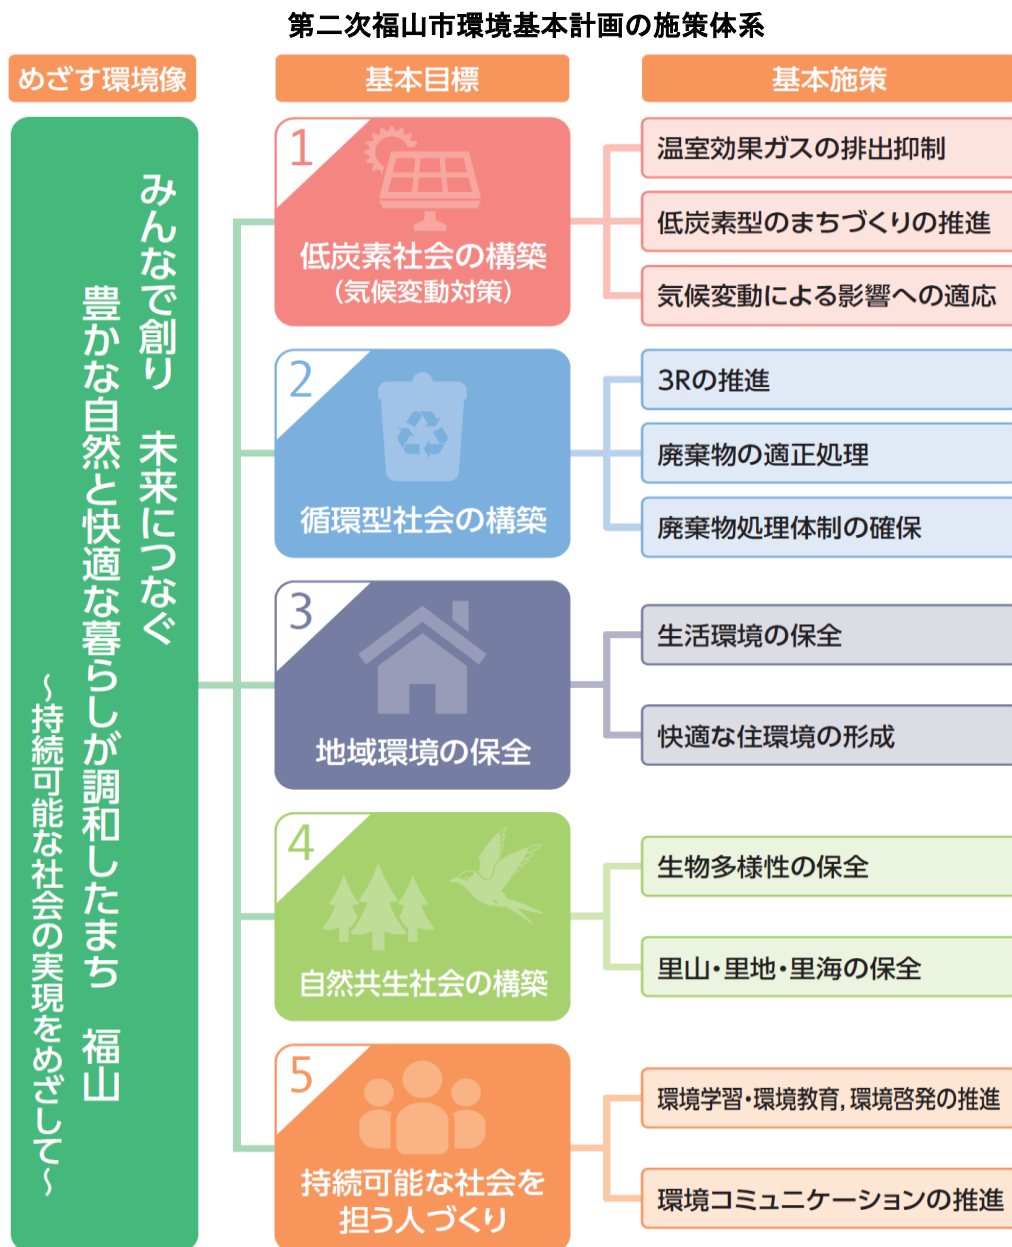 第二次福山市環境基本計画の施策体系
めざす環境像
基本目標
基本施策
みんなで創り　未来につなぐ
豊かな自然と快適な暮らしが調和したまち　福山
～持続可能な社会の実現をめざして～
1
低炭素社会の構築
（気候変動対策）
温室効果ガスの排出抑制
低炭素型のまちづくりの推進
気候変動による影響への適応
2
循環型社会の構築
3Rの推進
廃棄物の適正処理
廃棄物処理体制の確保
3
地域環境の保全
生活環境の保全
快適な住環境の形成
4
自然共生社会の構築
生物多様性の保全
里山・里地・里海の保全
5
持続可能な社会を
担う人づくり
環境学習・環境教育，環境啓発の推進
環境コミュニケーションの推進